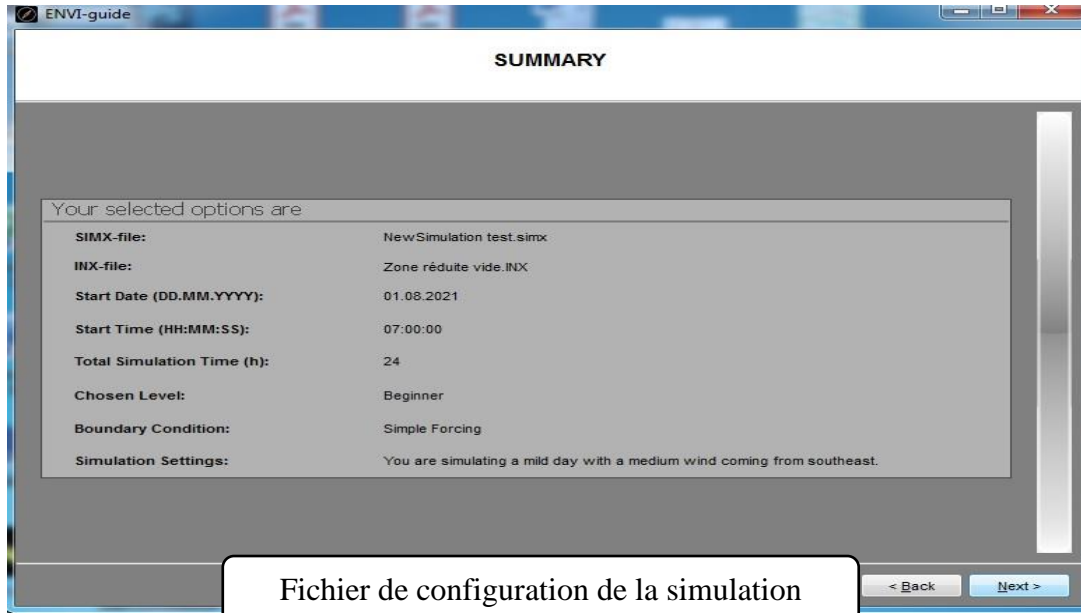 ENVI-guide
SUMMARY
Your selected options are
SIMX-file: NewSimulation test.simx
INX-file: Zone réduite vide.INX
Start Date (DD.MM.YYYY): 01.08.2021
Start Time (HH:MM:SS): 07:00:00
Total Simulation Time (h): 24
Chosen Level: Beginner
Boundary Condition: Simple Forcing
Simulation Settings: You are simulating a mild day with a medium wind coming from southeast.
Fichier de configuration de la simulation
< Back Next >